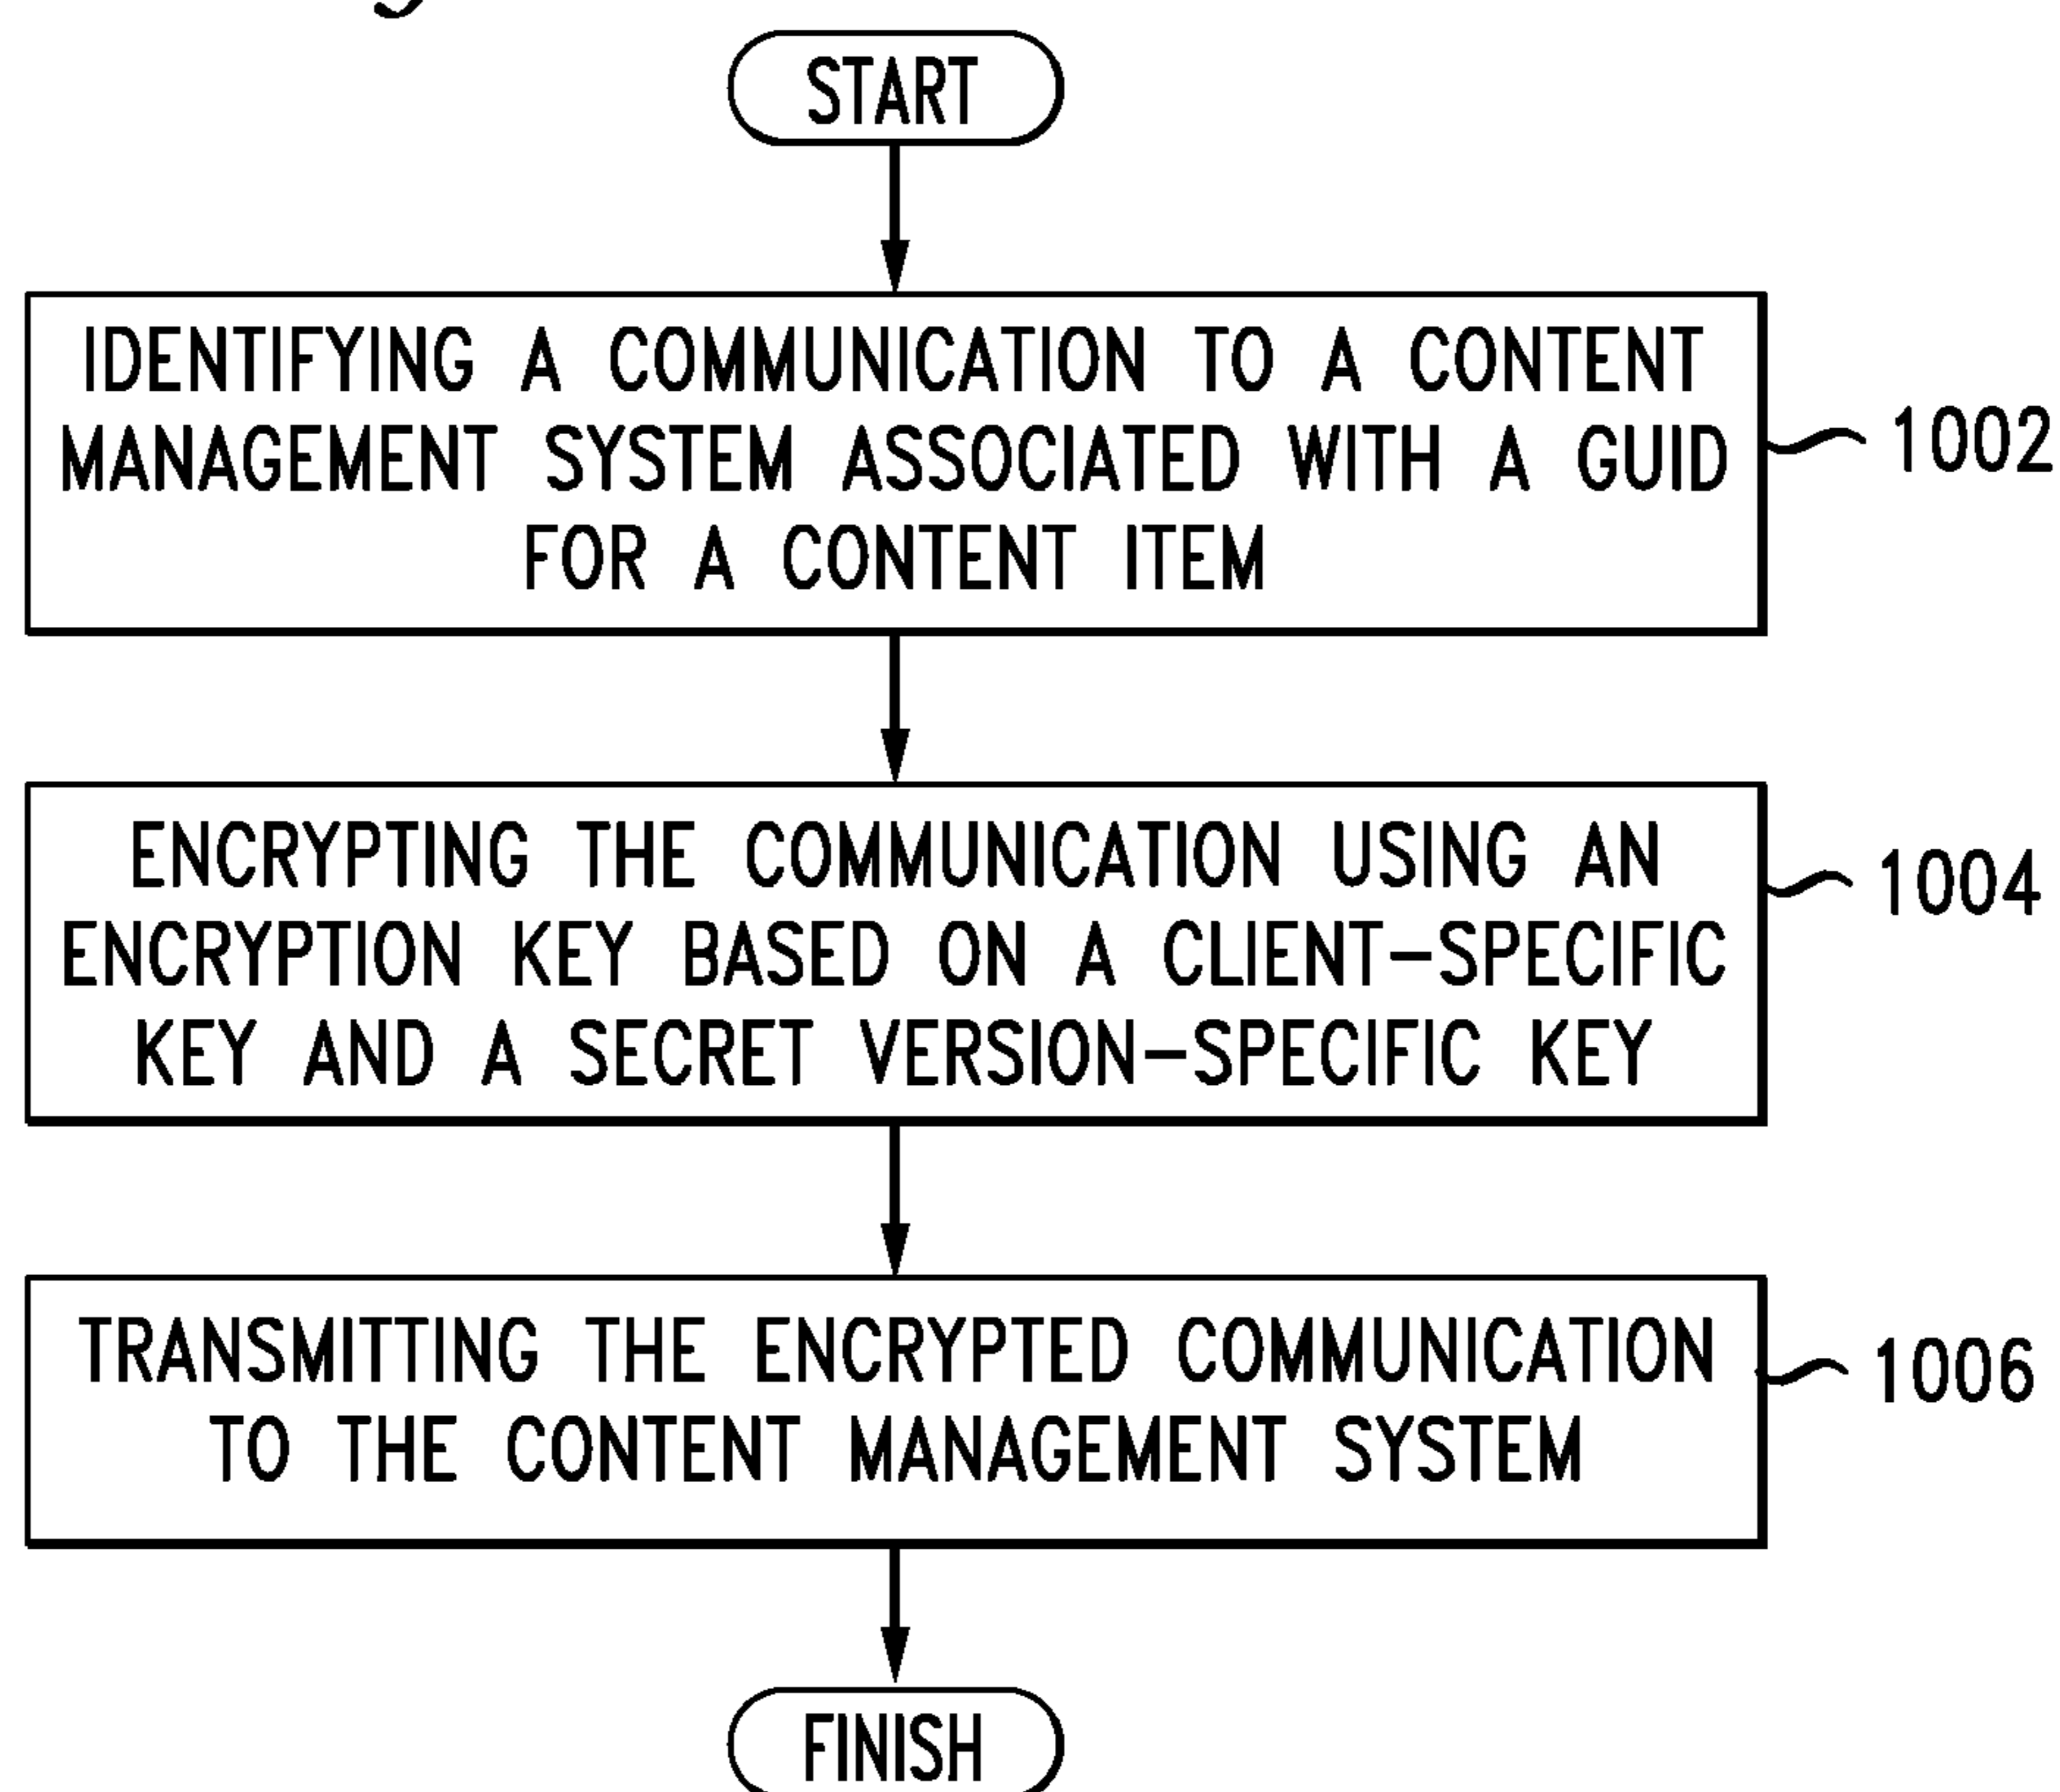 START
IDENTIFYING A COMMUNICATION TO A CONTENT
MANAGEMENT SYSTEM ASSOCIATED WITH A GUID
FOR A CONTENT ITEM
1002
ENCRYPTING THE COMMUNICATION USING AN
ENCRYPTION KEY BASED ON A CLIENT-SPECIFIC
KEY AND A SECRET VERSION-SPECIFIC KEY
1004
TRANSMITTING THE ENCRYPTED COMMUNICATION
TO THE CONTENT MANAGEMENT SYSTEM
1006
FINISH